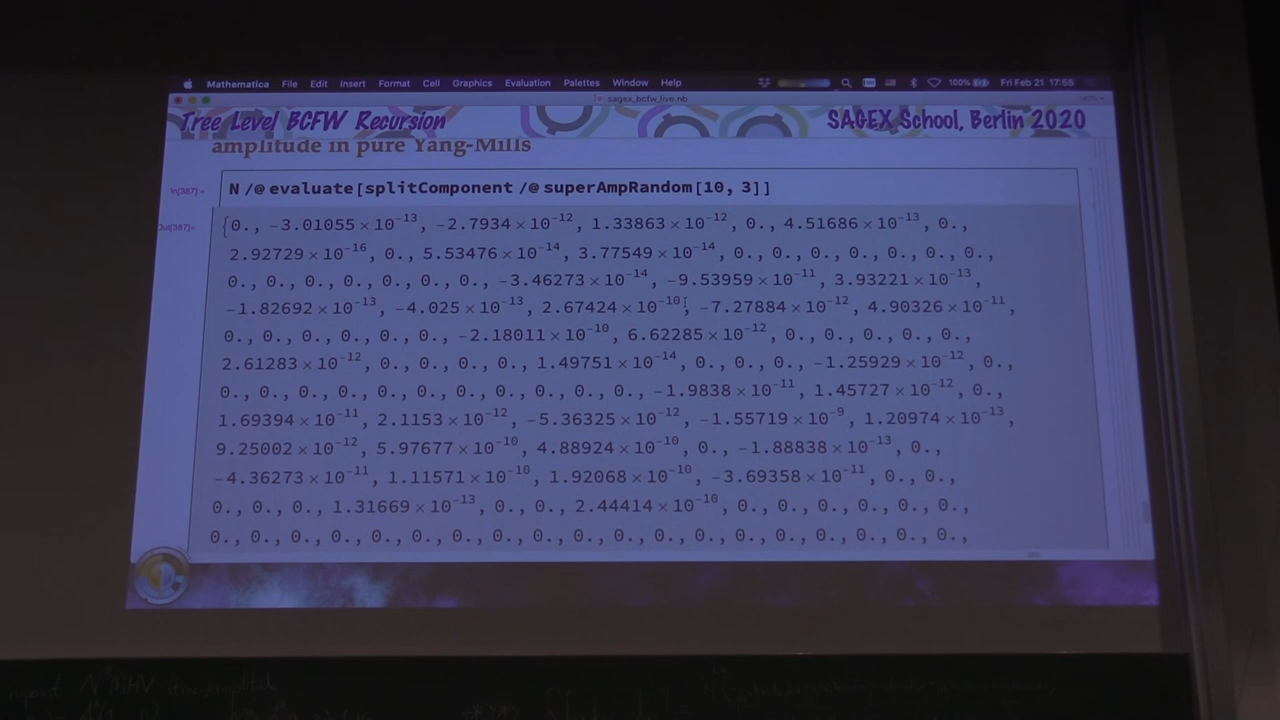 Mathematica File Edit Insert Format Cell Graphics Evaluation Palettes Window Help 100% Fri Feb 21 17:55
sagex_bcfw_live.nb
Tree Level BCFW Recursion SAGEX School, Berlin 2020
amplitude in pure Yang-Mills
In[387]:= N /@ evaluate[splitComponent /@ superAmpRandom[10, 3]]
Out[387]= {0., -3.01055 × 10^-13, -2.7934 × 10^-12, 1.33863 × 10^-12, 0., 4.51686 × 10^-13, 0.,
2.92729 × 10^-16, 0., 5.53476 × 10^-14, 3.77549 × 10^-14, 0., 0., 0., 0., 0., 0., 0.,
0., 0., 0., 0., 0., 0., 0., -3.46273 × 10^-14, -9.53959 × 10^-11, 3.93221 × 10^-13,
-1.82692 × 10^-13, -4.025 × 10^-13, 2.67424 × 10^-10, -7.27884 × 10^-12, 4.90326 × 10^-11,
0., 0., 0., 0., 0., 0., -2.18011 × 10^-10, 6.62285 × 10^-12, 0., 0., 0., 0., 0.,
2.61283 × 10^-12, 0., 0., 0., 0., 1.49751 × 10^-14, 0., 0., 0., -1.25929 × 10^-12, 0.,
0., 0., 0., 0., 0., 0., 0., 0., 0., 0., 0., -1.9838 × 10^-11, 1.45727 × 10^-12, 0.,
1.69394 × 10^-11, 2.1153 × 10^-12, -5.36325 × 10^-12, -1.55719 × 10^-9, 1.20974 × 10^-13,
9.25002 × 10^-12, 5.97677 × 10^-10, 4.88924 × 10^-10, 0., -1.88838 × 10^-13, 0.,
-4.36273 × 10^-11, 1.11571 × 10^-10, 1.92068 × 10^-10, -3.69358 × 10^-11, 0., 0.,
0., 0., 0., 1.31669 × 10^-13, 0., 0., 2.44414 × 10^-10, 0., 0., 0., 0., 0., 0.,
0., 0., 0., 0., 0., 0., 0., 0., 0., 0., 0., 0., 0., 0., 0., 0., 0., 0., 0.,